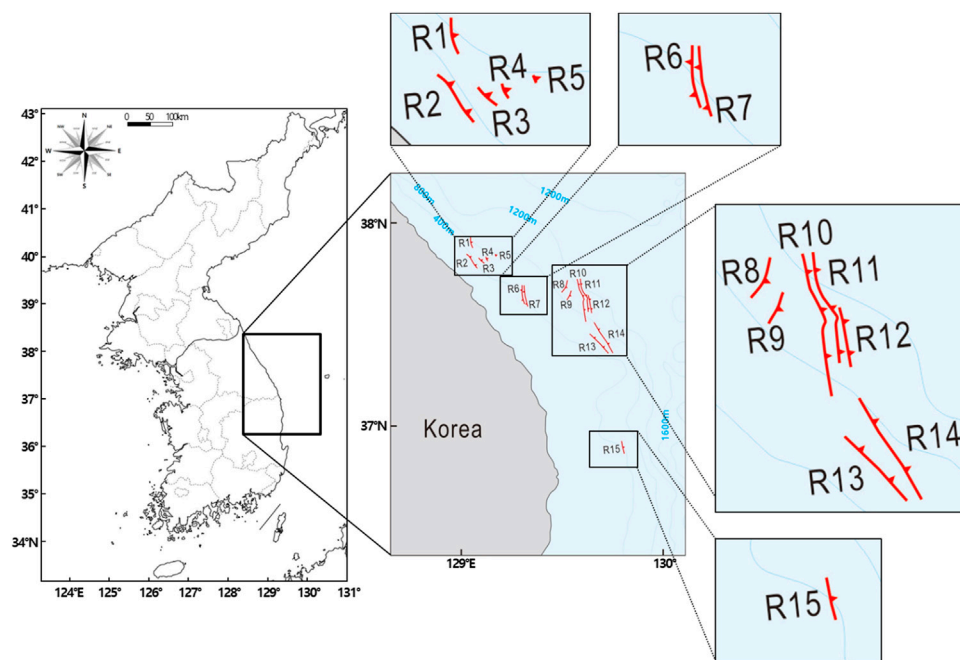 R1
R2
R3
R4
R5
R6
R7
43°
42°
41°
40°
39°
38°
37°
36°
35°
34°N
124°E
125°
126°
127°
128°
129°
130°
131°
N
W
E
S
0 50 100km
800m
400m
1200m
1200m
1600m
38°N
37°N
129°E
130°
Korea
R1
R2
R3
R4
R5
R6
R7
R8
R9
R10
R11
R12
R13
R14
R15
R8
R9
R10
R11
R12
R13
R14
R15